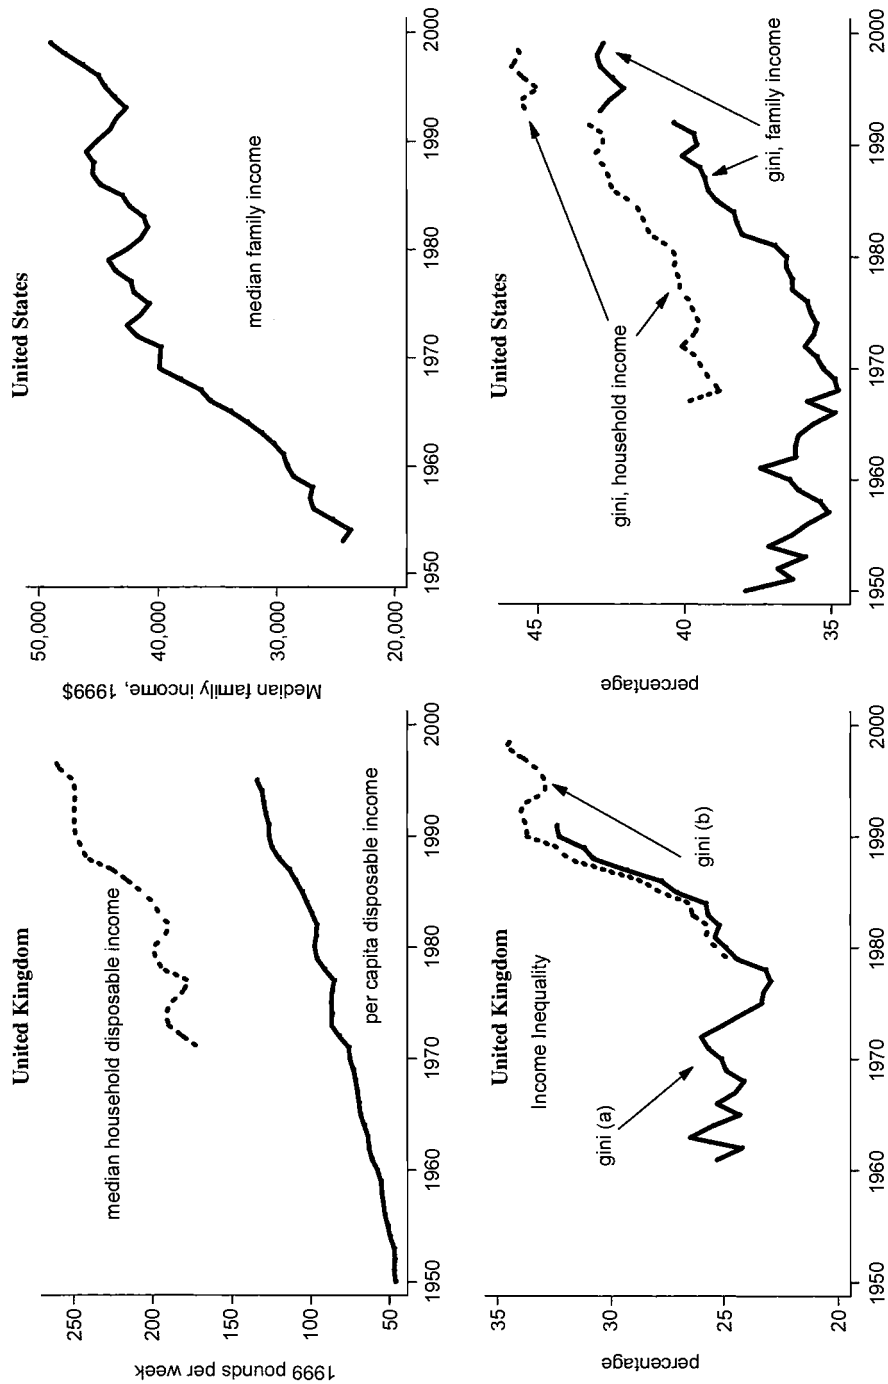 United Kingdom
1999 pounds per week
250
200
150
100
50
median household disposable income
per capita disposable income
1950
1960
1970
1980
1990
2000
United States
Median family income, 1999$
50,000
40,000
30,000
20,000
median family income
1950
1960
1970
1980
1990
2000
United Kingdom
Income Inequality
percentage
35
30
25
20
gini (a)
gini (b)
1950
1960
1970
1980
1990
2000
United States
percentage
45
40
35
gini, household income
gini, family income
1950
1960
1970
1980
1990
2000